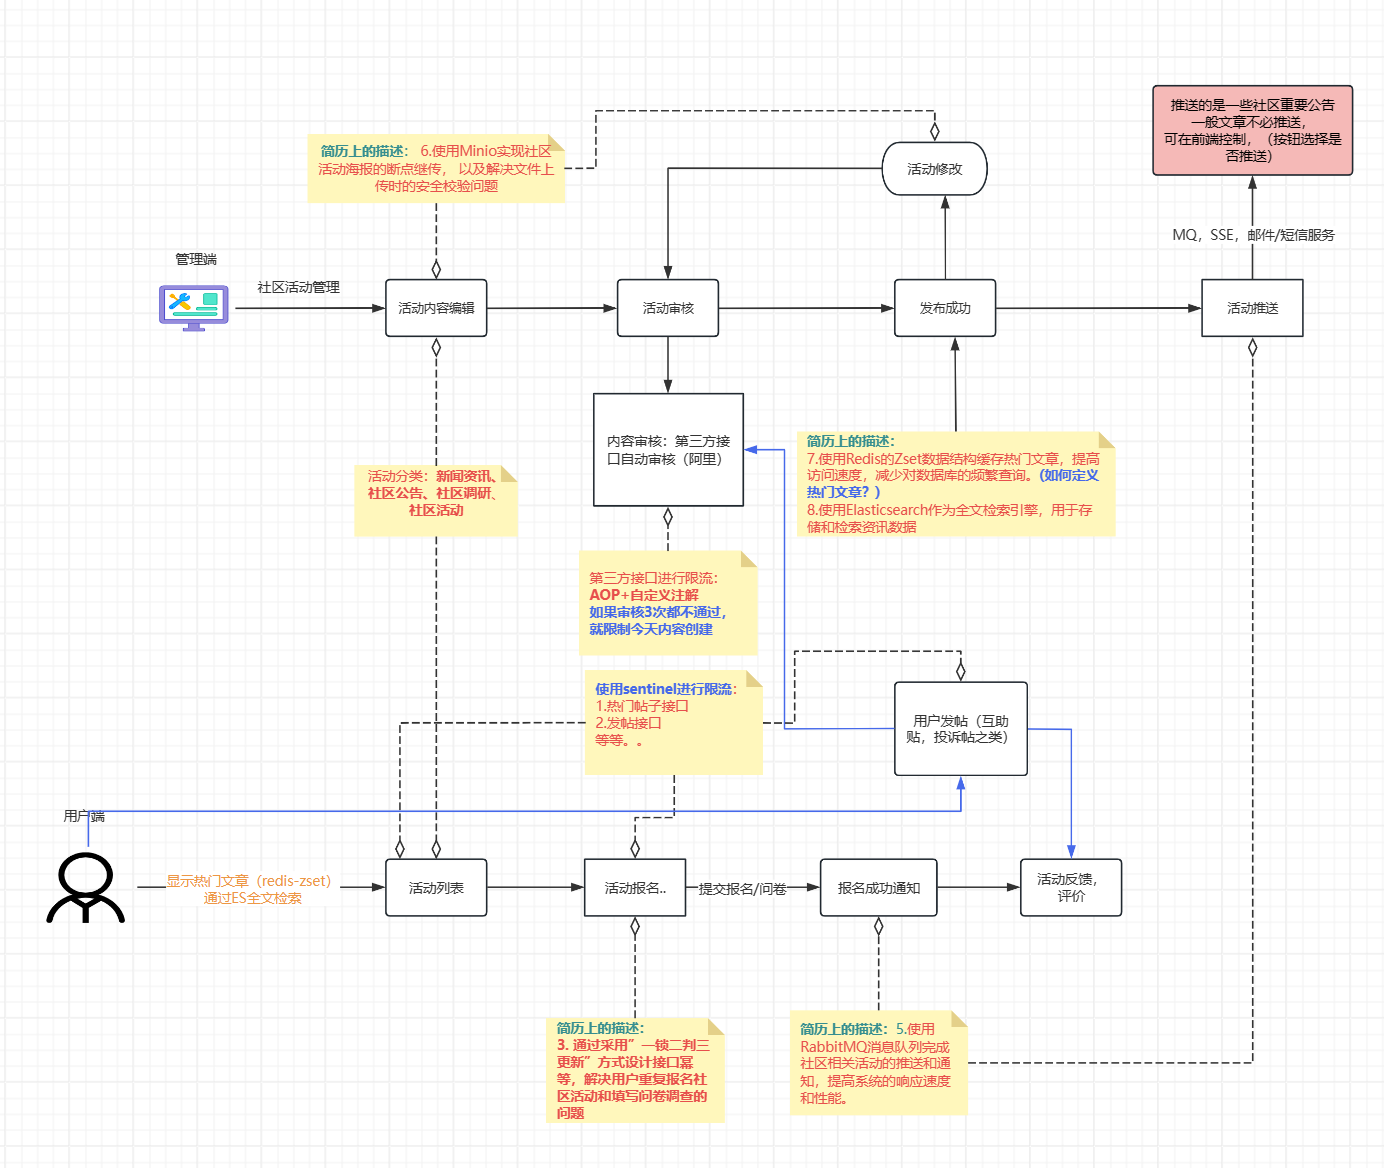 推送的是一些社区重要公告
一般文章不必推送,
可在前端控制，（按钮选择是
否推送）
简历上的描述： 6.使用Minio实现社区
活动海报的断点继传， 以及解决文件上
传时的安全校验问题
活动修改
MQ，SSE，邮件/短信服务
管理端
社区活动管理
活动内容编辑
活动审核
发布成功
活动推送
内容审核：第三方接
口自动审核（阿里）
简历上的描述：
7.使用Redis的Zset数据结构缓存热门文章，提高
访问速度，减少对数据库的频繁查询。（如何定义
热门文章？）
8.使用Elasticsearch作为全文检索引擎，用于存
储和检索资讯数据
活动分类：新闻资讯、
社区公告、社区调研、
社区活动
第三方接口进行限流：
AOP+自定义注解
如果审核3次都不通过，
就限制今天内容创建
使用sentinel进行限流：
1.热门帖子接口
2.发帖接口
等等。。
用户发帖（互助
贴，投诉帖之类）
用户端
显示热门文章（redis-zset）
通过ES全文检索
活动列表
活动报名..
提交报名/问卷
报名成功通知
活动反馈，
评价
简历上的描述：
3. 通过采用”一锁二判三
更新”方式设计接口幂
等，解决用户重复报名社
区活动和填写问卷调查的
问题
简历上的描述：5.使用
RabbitMQ消息队列完成
社区相关活动的推送和通
知，提高系统的响应速度
和性能。